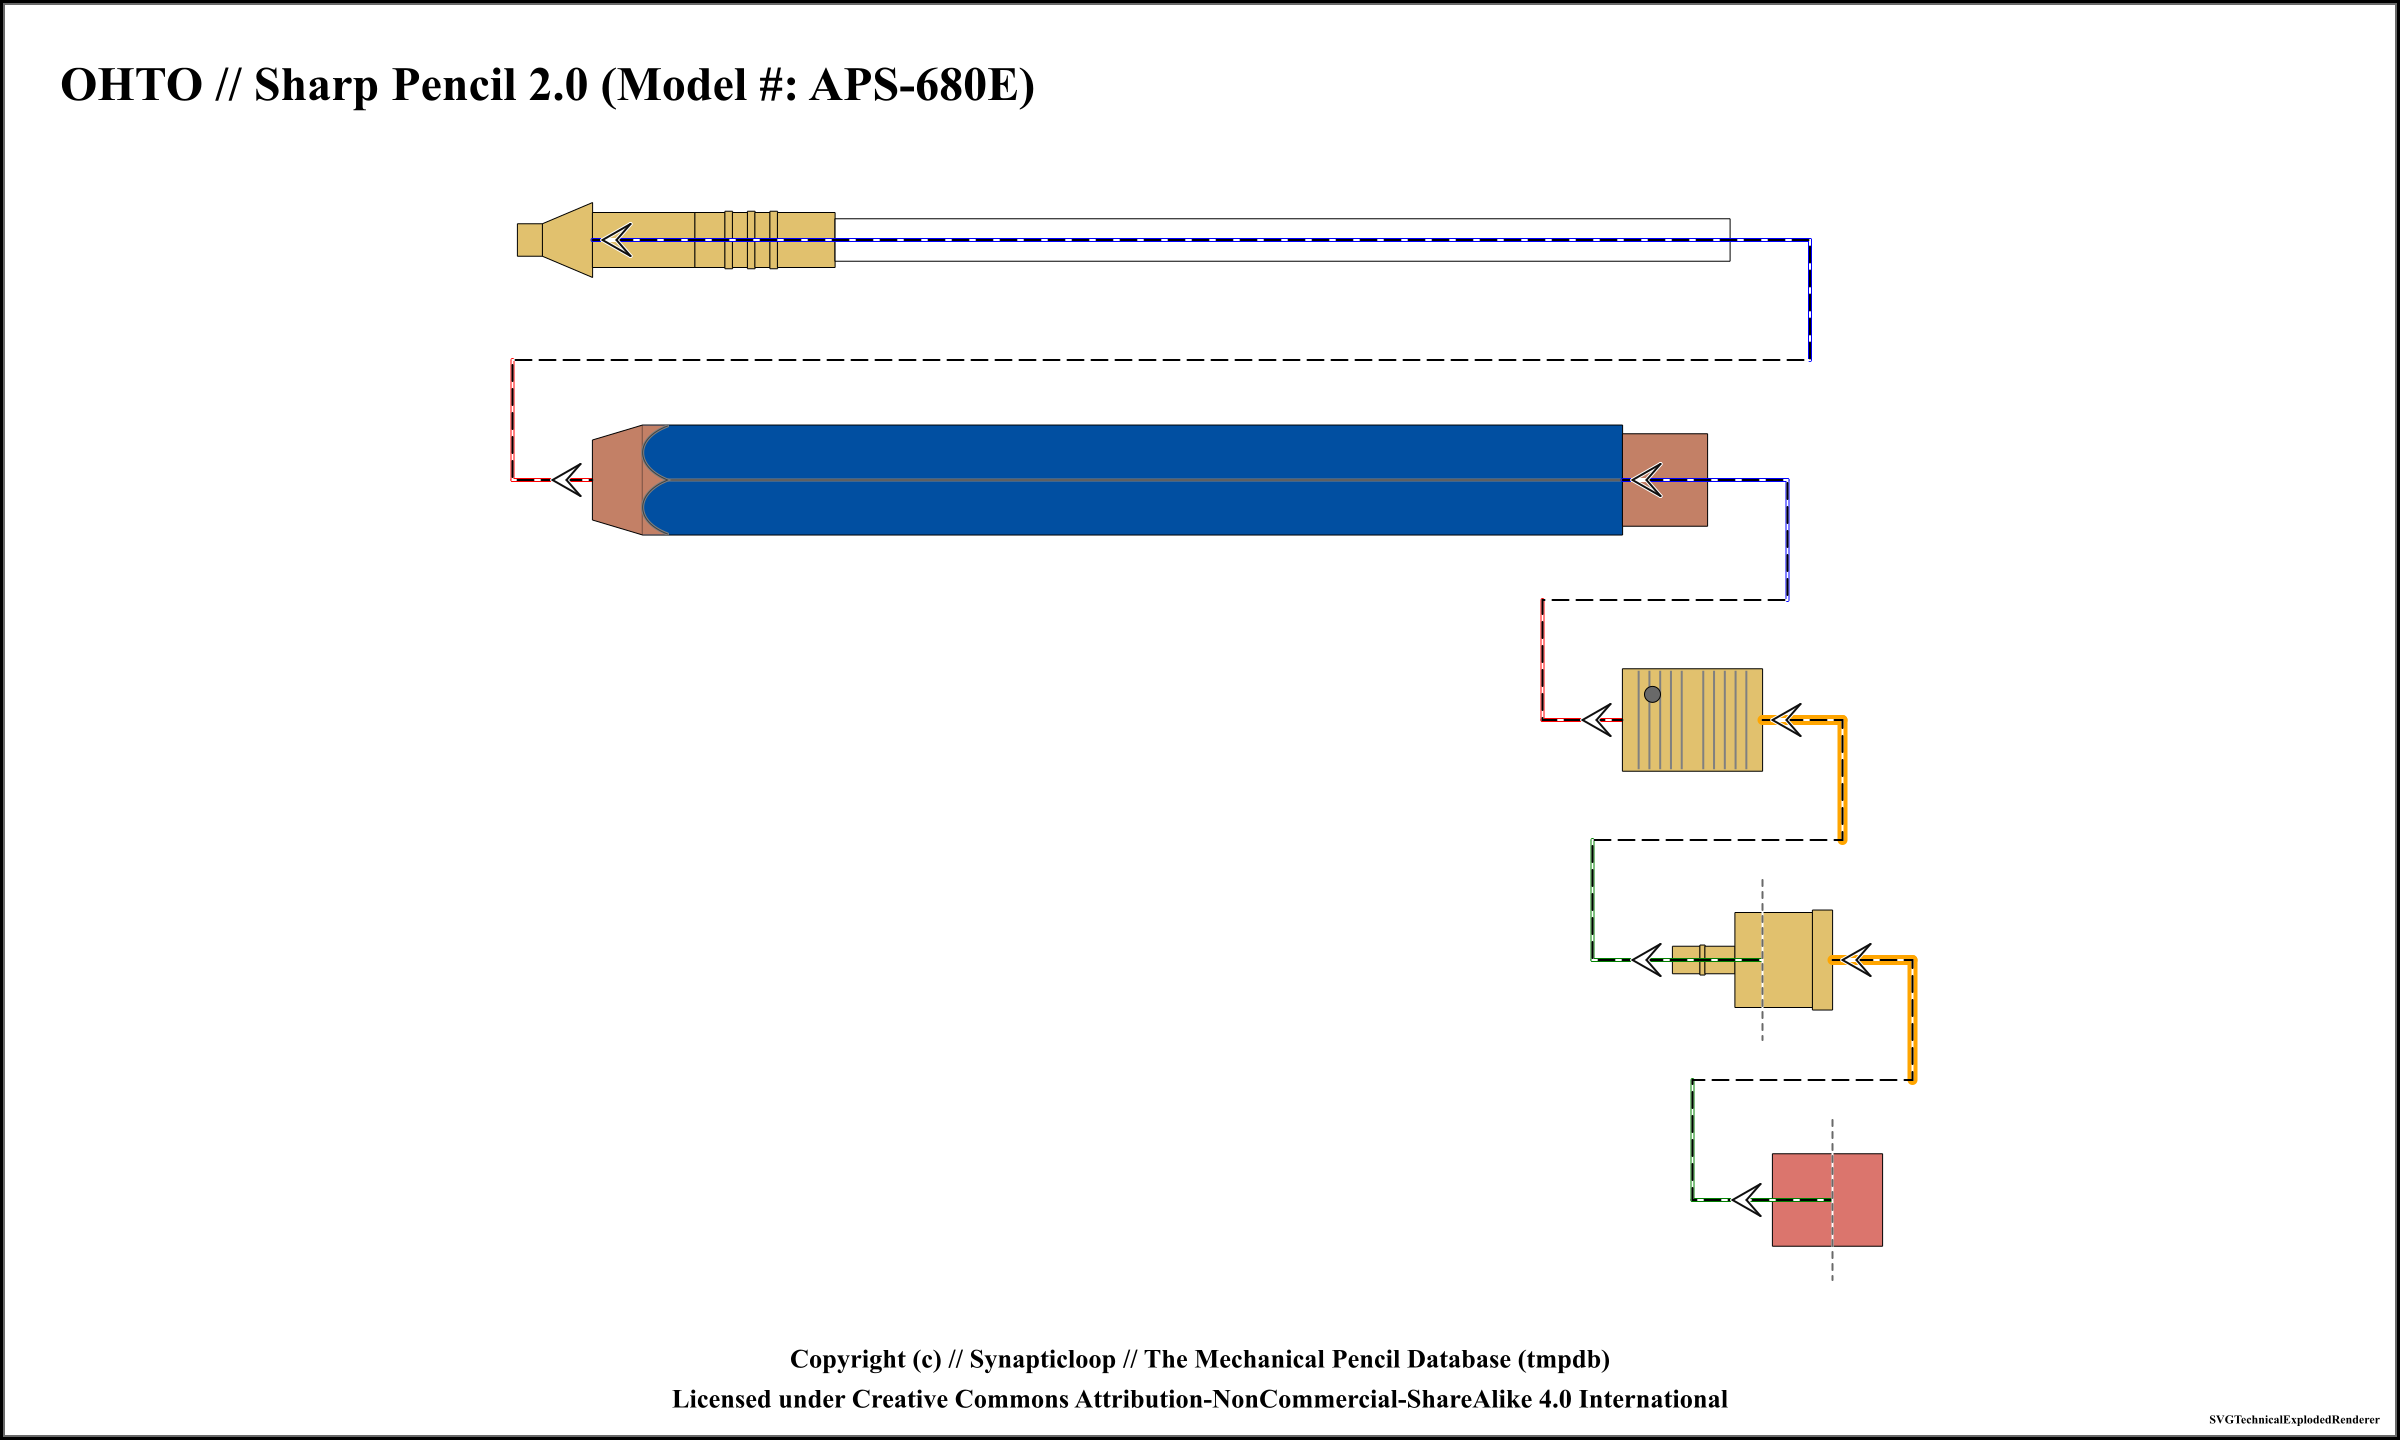 OHTO // Sharp Pencil 2.0 (Model #: APS-680E)
Copyright (c) // Synapticloop // The Mechanical Pencil Database (tmpdb)
Licensed under Creative Commons Attribution-NonCommercial-ShareAlike 4.0 International
SVGTechnicalExplodedRenderer